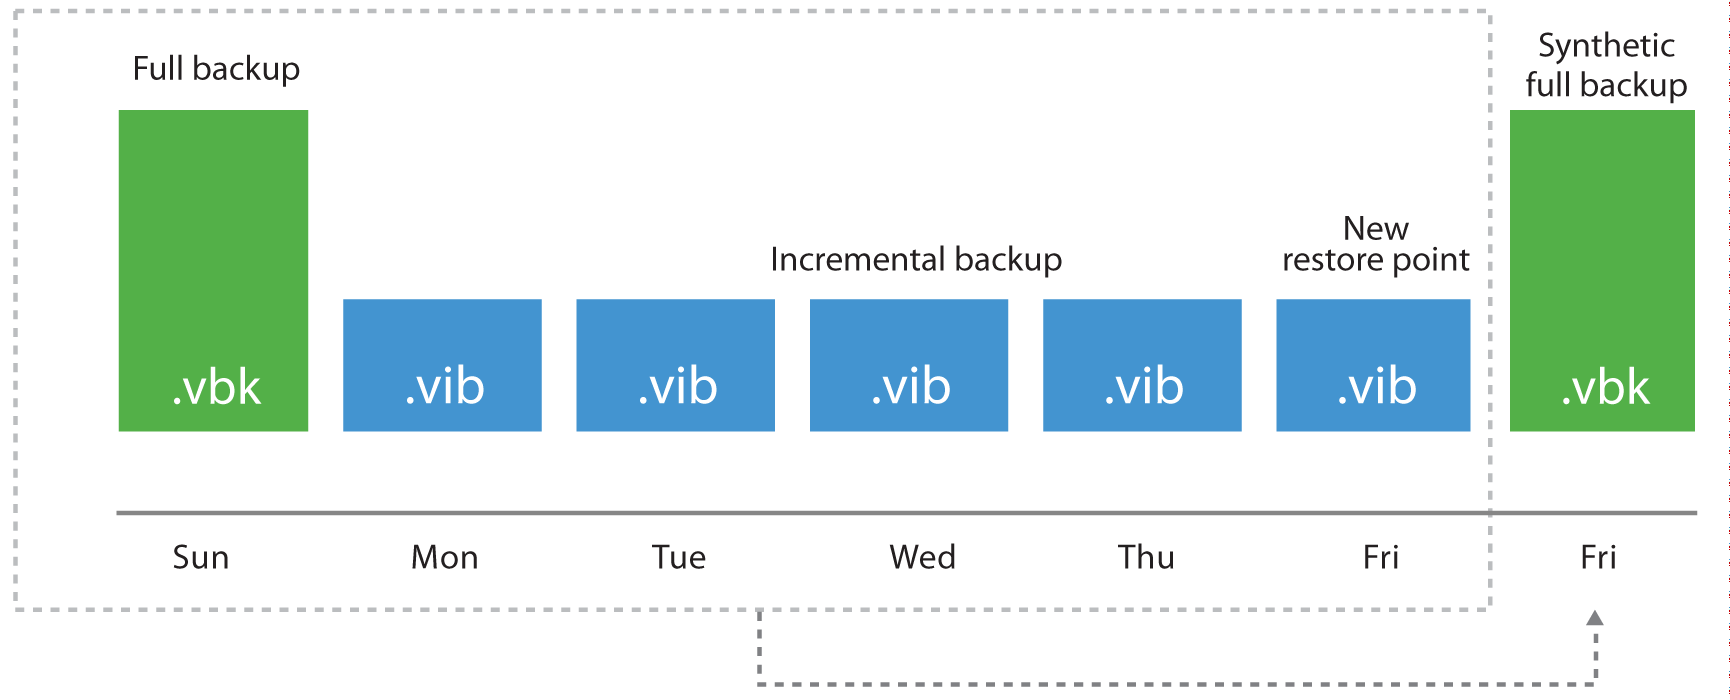 Full backup
Synthetic
full backup
New
restore point
Incremental backup
.vbk
.vib
.vib
.vib
.vib
.vib
.vbk
Sun
Mon
Tue
Wed
Thu
Fri
Fri